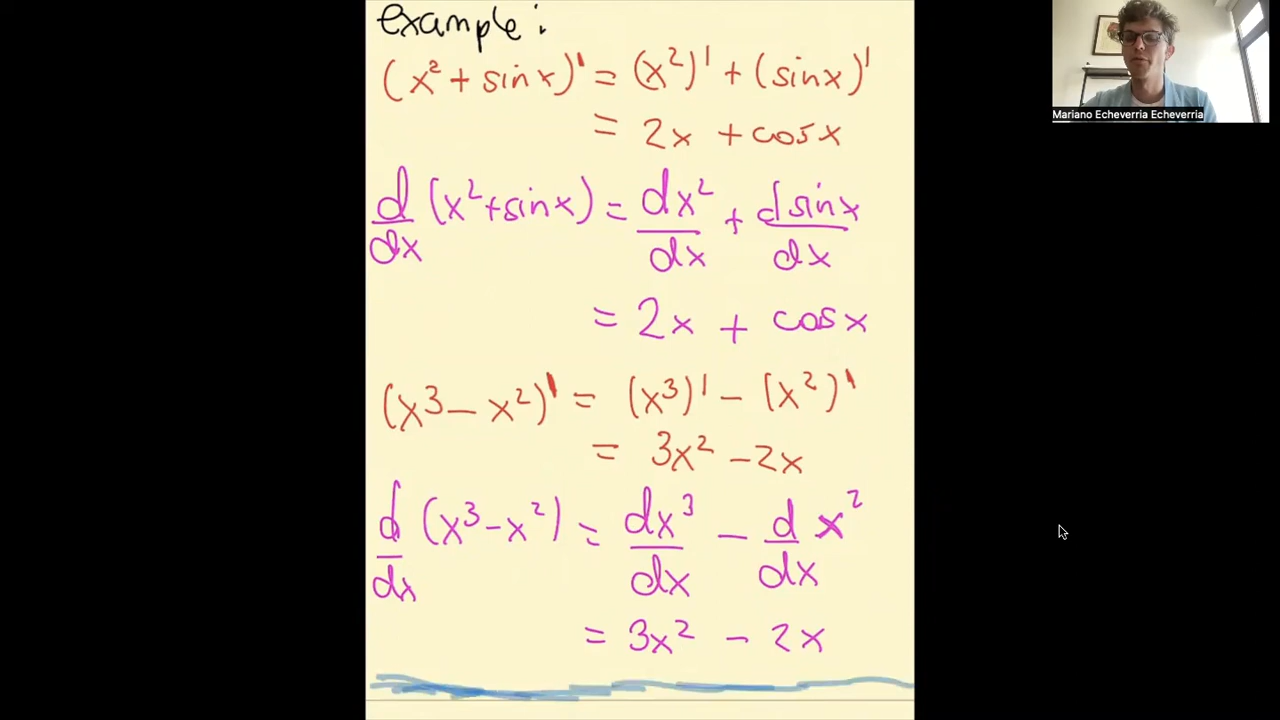 example:
(x² + sin x)' = (x²)' + (sin x)'
= 2x + cos x
d/dx (x² + sin x) = dx²/dx + d sin x/dx
= 2x + cos x
(x³ – x²)' = (x³)' – (x²)'
= 3x² – 2x
d/dx (x³ – x²) = dx³/dx – d/dx x²
= 3x² – 2x
Mariano Echeverria Echeverria